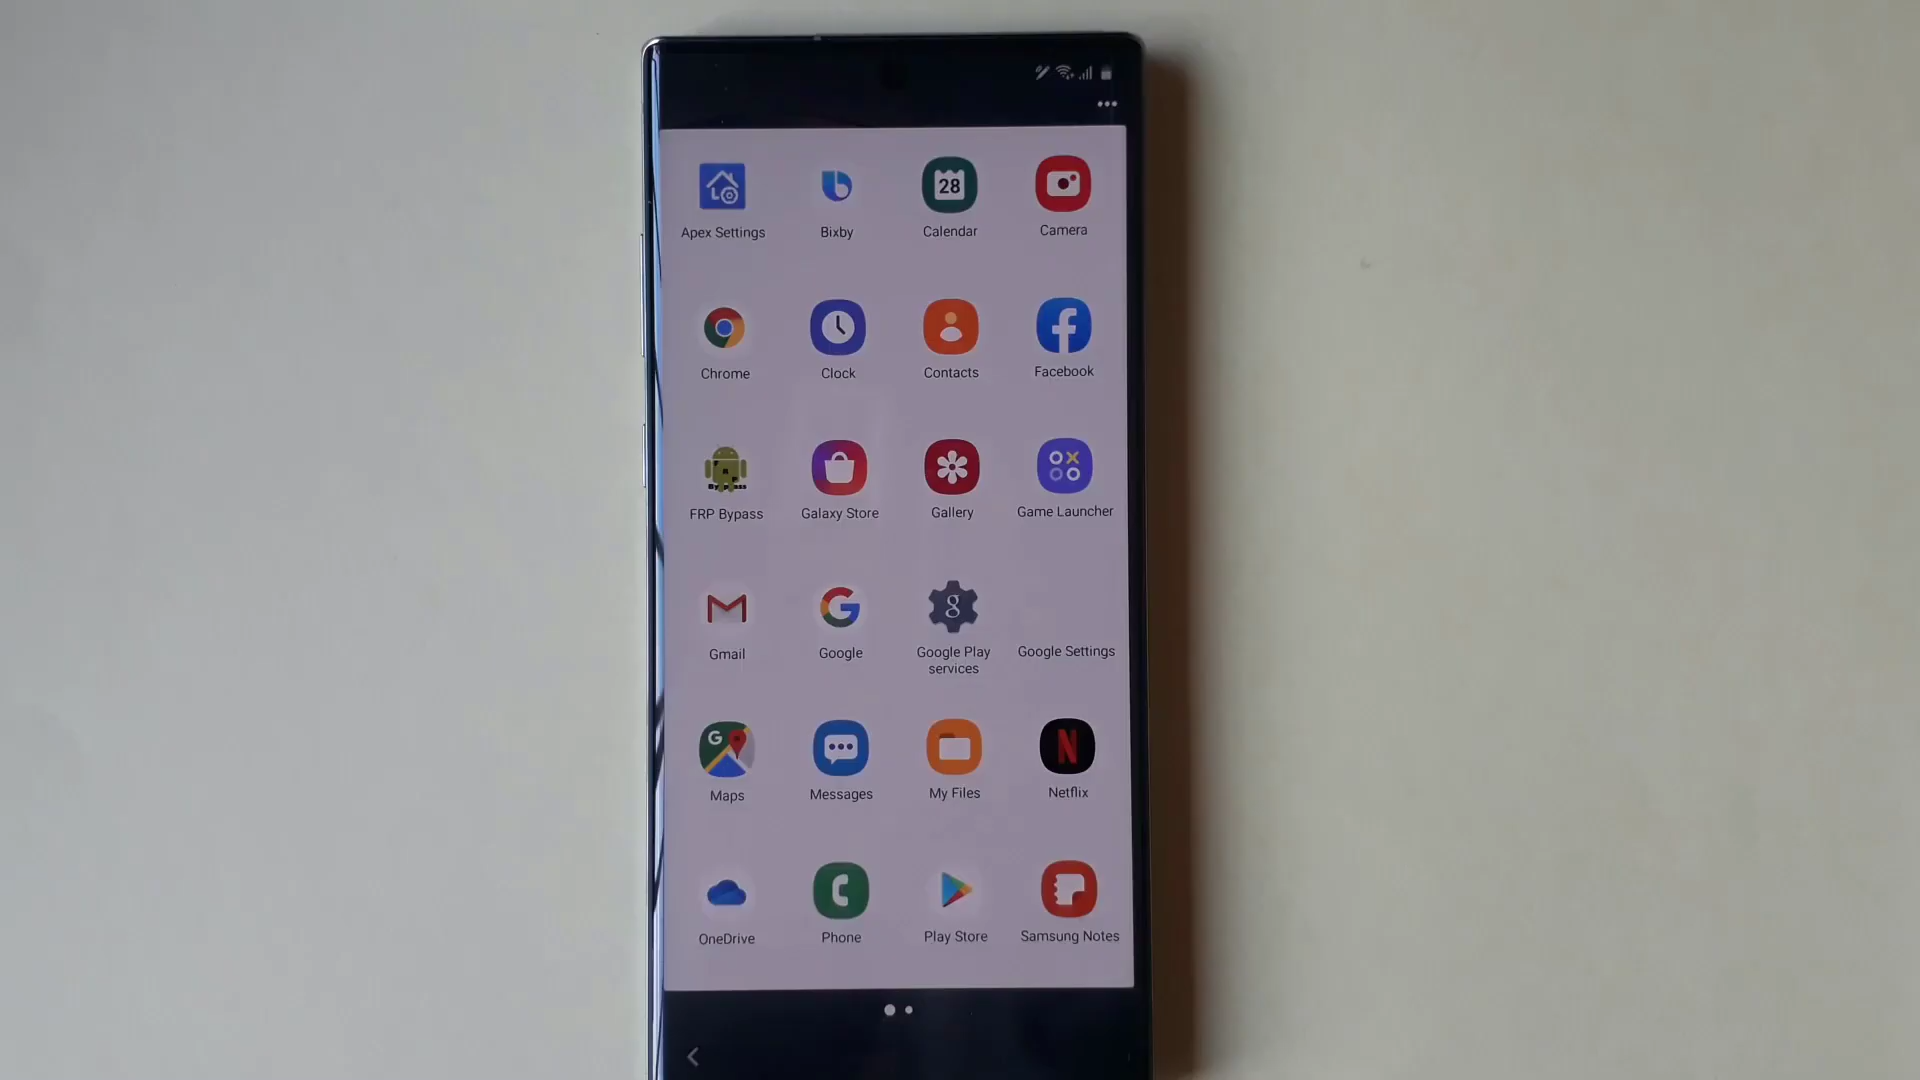 Apex Settings Bixby Calendar Camera
28
Chrome Clock Contacts Facebook
FRP Bypass Galaxy Store Gallery Game Launcher
Gmail Google Google Play services Google Settings
Maps Messages My Files Netflix
OneDrive Phone Play Store Samsung Notes